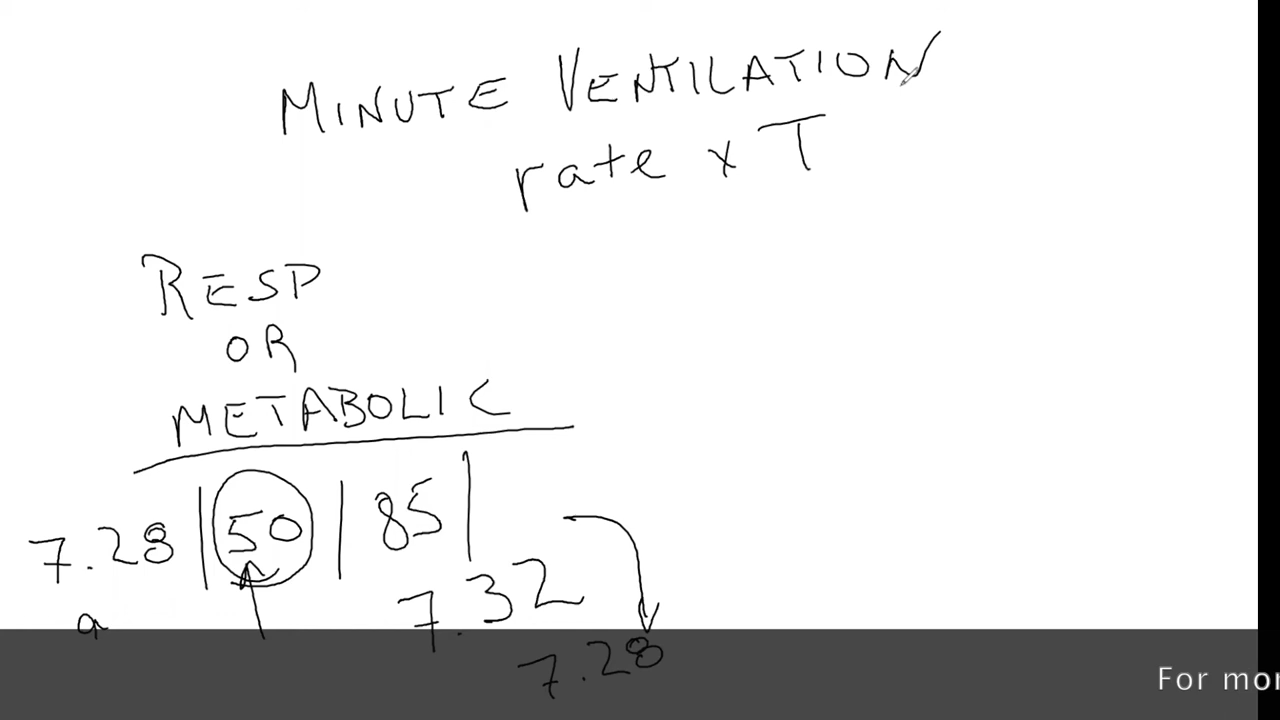 MINUTE VENTILATION
rate x T
RESP
OR
METABOLIC
7.28 | 50 | 85 |
a
7.32
7.28
For mor